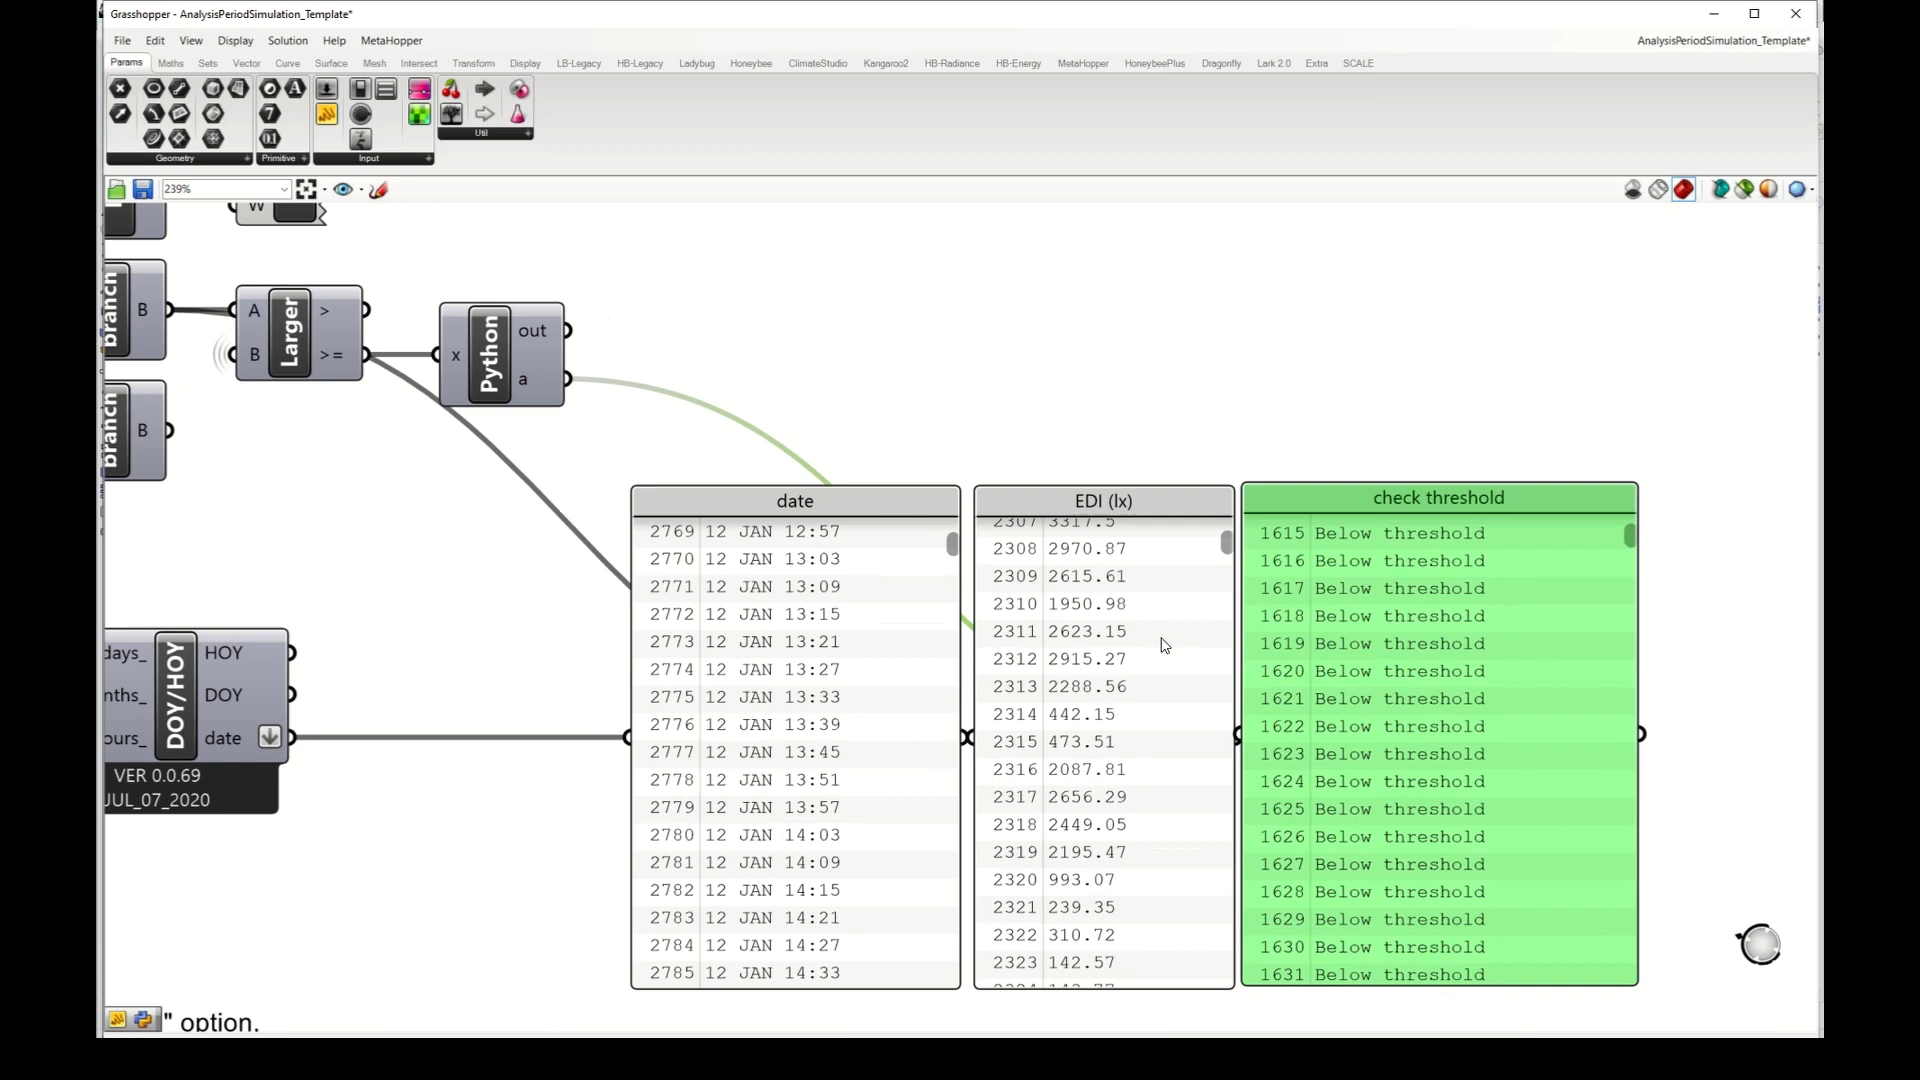 Grasshopper - AnalysisPeriodSimulation_Template*
File Edit View Display Solution Help MetaHopper
AnalysisPeriodSimulation_Template*
Params Maths Sets Vector Curve Surface Mesh Intersect Transform Display LB-Legacy HB-Legacy Ladybug Honeybee ClimateStudio Kangaroo2 HB-Radiance HB-Energy MetaHopper HoneybeePlus Dragonfly Lark 2.0 Extra SCALE
Util
Geometry Primitive Input
239%
W
branch B
Larger A > B >=
Python x out a
branch B
days_ HOY
nths_ DOY
ours_ date
DOY/HOY
VER 0.0.69
JUL_07_2020
date
2769 12 JAN 12:57
2770 12 JAN 13:03
2771 12 JAN 13:09
2772 12 JAN 13:15
2773 12 JAN 13:21
2774 12 JAN 13:27
2775 12 JAN 13:33
2776 12 JAN 13:39
2777 12 JAN 13:45
2778 12 JAN 13:51
2779 12 JAN 13:57
2780 12 JAN 14:03
2781 12 JAN 14:09
2782 12 JAN 14:15
2783 12 JAN 14:21
2784 12 JAN 14:27
2785 12 JAN 14:33
EDI (lx)
2307 3317.5
2308 2970.87
2309 2615.61
2310 1950.98
2311 2623.15
2312 2915.27
2313 2288.56
2314 442.15
2315 473.51
2316 2087.81
2317 2656.29
2318 2449.05
2319 2195.47
2320 993.07
2321 239.35
2322 310.72
2323 142.57
check threshold
1615 Below threshold
1616 Below threshold
1617 Below threshold
1618 Below threshold
1619 Below threshold
1620 Below threshold
1621 Below threshold
1622 Below threshold
1623 Below threshold
1624 Below threshold
1625 Below threshold
1626 Below threshold
1627 Below threshold
1628 Below threshold
1629 Below threshold
1630 Below threshold
1631 Below threshold
" option.